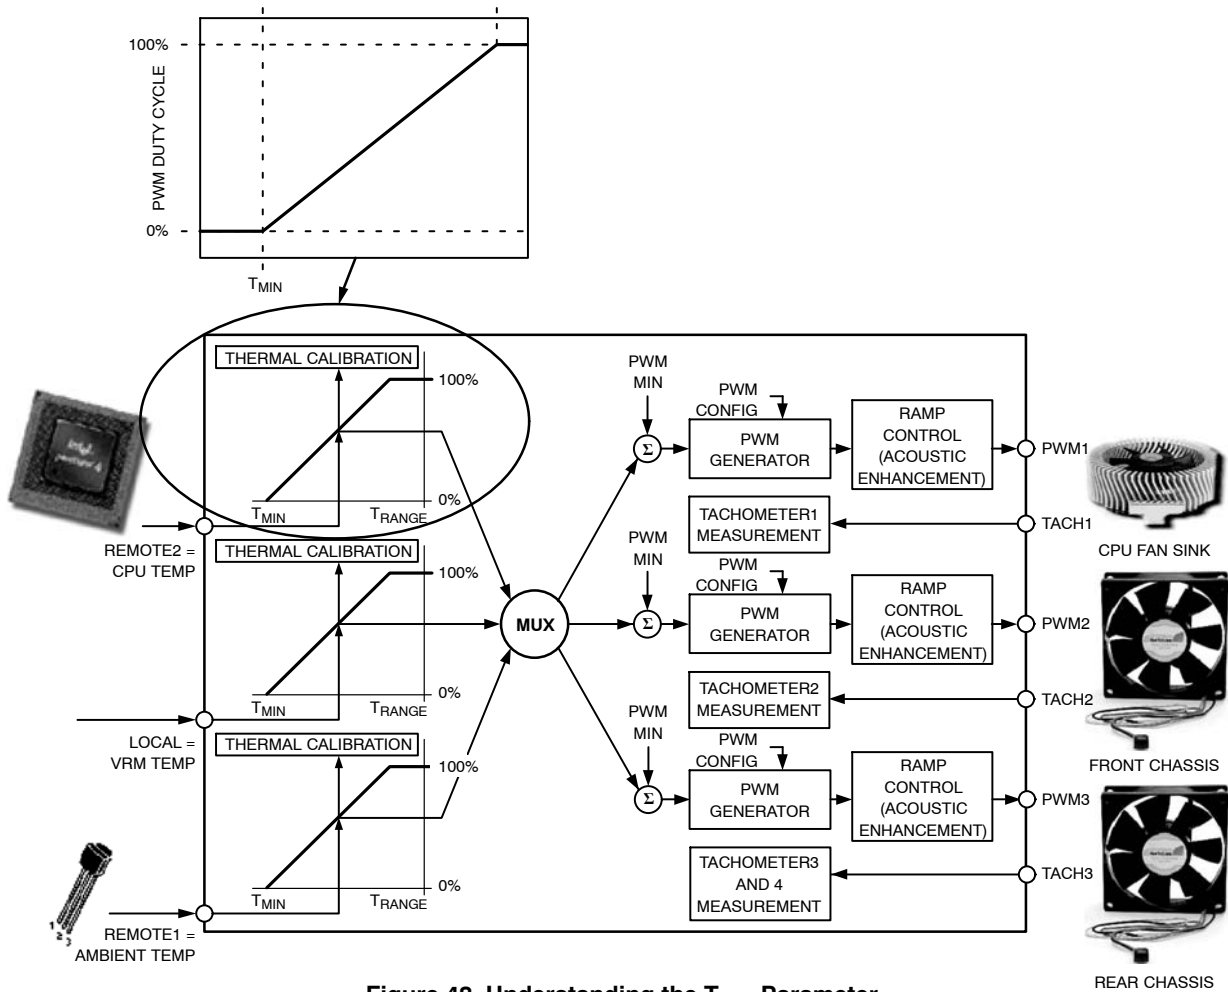 100%
PWM DUTY CYCLE
0%
TMIN
THERMAL CALIBRATION
100%
0%
TMIN
TRANGE
REMOTE2 =
CPU TEMP
THERMAL CALIBRATION
100%
0%
TMIN
TRANGE
LOCAL =
VRM TEMP
THERMAL CALIBRATION
100%
0%
TMIN
TRANGE
REMOTE1 =
AMBIENT TEMP
1
2
3
MUX
PWM
MIN
Σ
PWM
CONFIG
PWM
GENERATOR
RAMP
CONTROL
(ACOUSTIC
ENHANCEMENT)
PWM1
TACHOMETER1
MEASUREMENT
TACH1
CPU FAN SINK
PWM
MIN
Σ
PWM
CONFIG
PWM
GENERATOR
RAMP
CONTROL
(ACOUSTIC
ENHANCEMENT)
PWM2
TACHOMETER2
MEASUREMENT
TACH2
FRONT CHASSIS
PWM
MIN
Σ
PWM
CONFIG
PWM
GENERATOR
RAMP
CONTROL
(ACOUSTIC
ENHANCEMENT)
PWM3
TACHOMETER3
AND 4
MEASUREMENT
TACH3
REAR CHASSIS
intel
Understanding the T Parameter